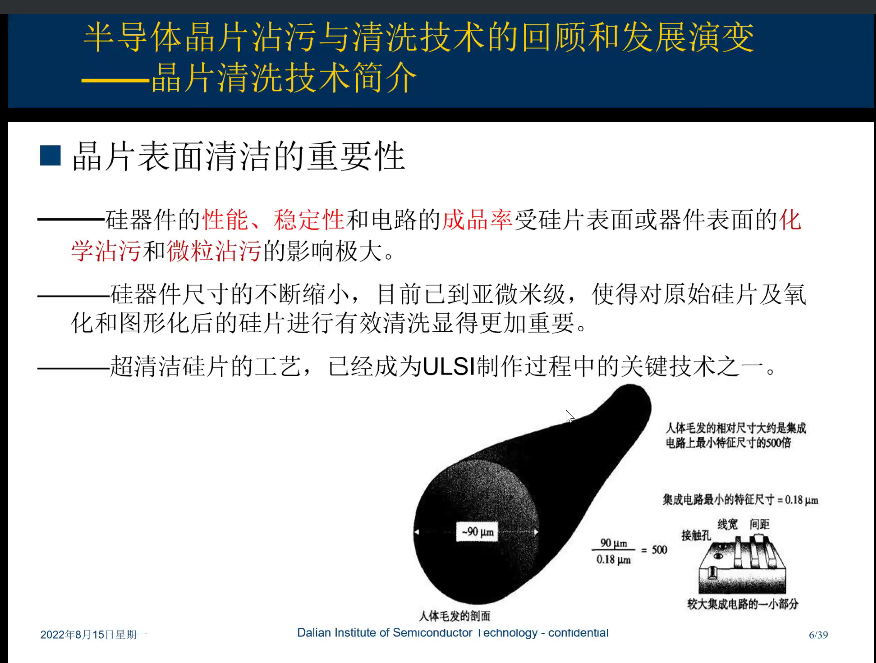 半导体晶片沾污与清洗技术的回顾和发展演变
——晶片清洗技术简介
晶片表面清洁的重要性
——硅器件的性能、稳定性和电路的成品率受硅片表面或器件表面的化
学沾污和微粒沾污的影响极大。
——硅器件尺寸的不断缩小，目前已到亚微米级，使得对原始硅片及氧
化和图形化后的硅片进行有效清洗显得更加重要。
——超清洁硅片的工艺，已经成为ULSI制作过程中的关键技术之一。
人体毛发的相对尺寸大约是集成
电路上最小特征尺寸的500倍
集成电路最小的特征尺寸=0.18 μm
线宽 间距
接触孔
~90 μm
90 μm
0.18 μm
= 500
较大集成电路的一小部分
人体毛发的剖面
2022年8月15日星期一
Dalian Institute of Semiconductor Technology - confidential
6/39